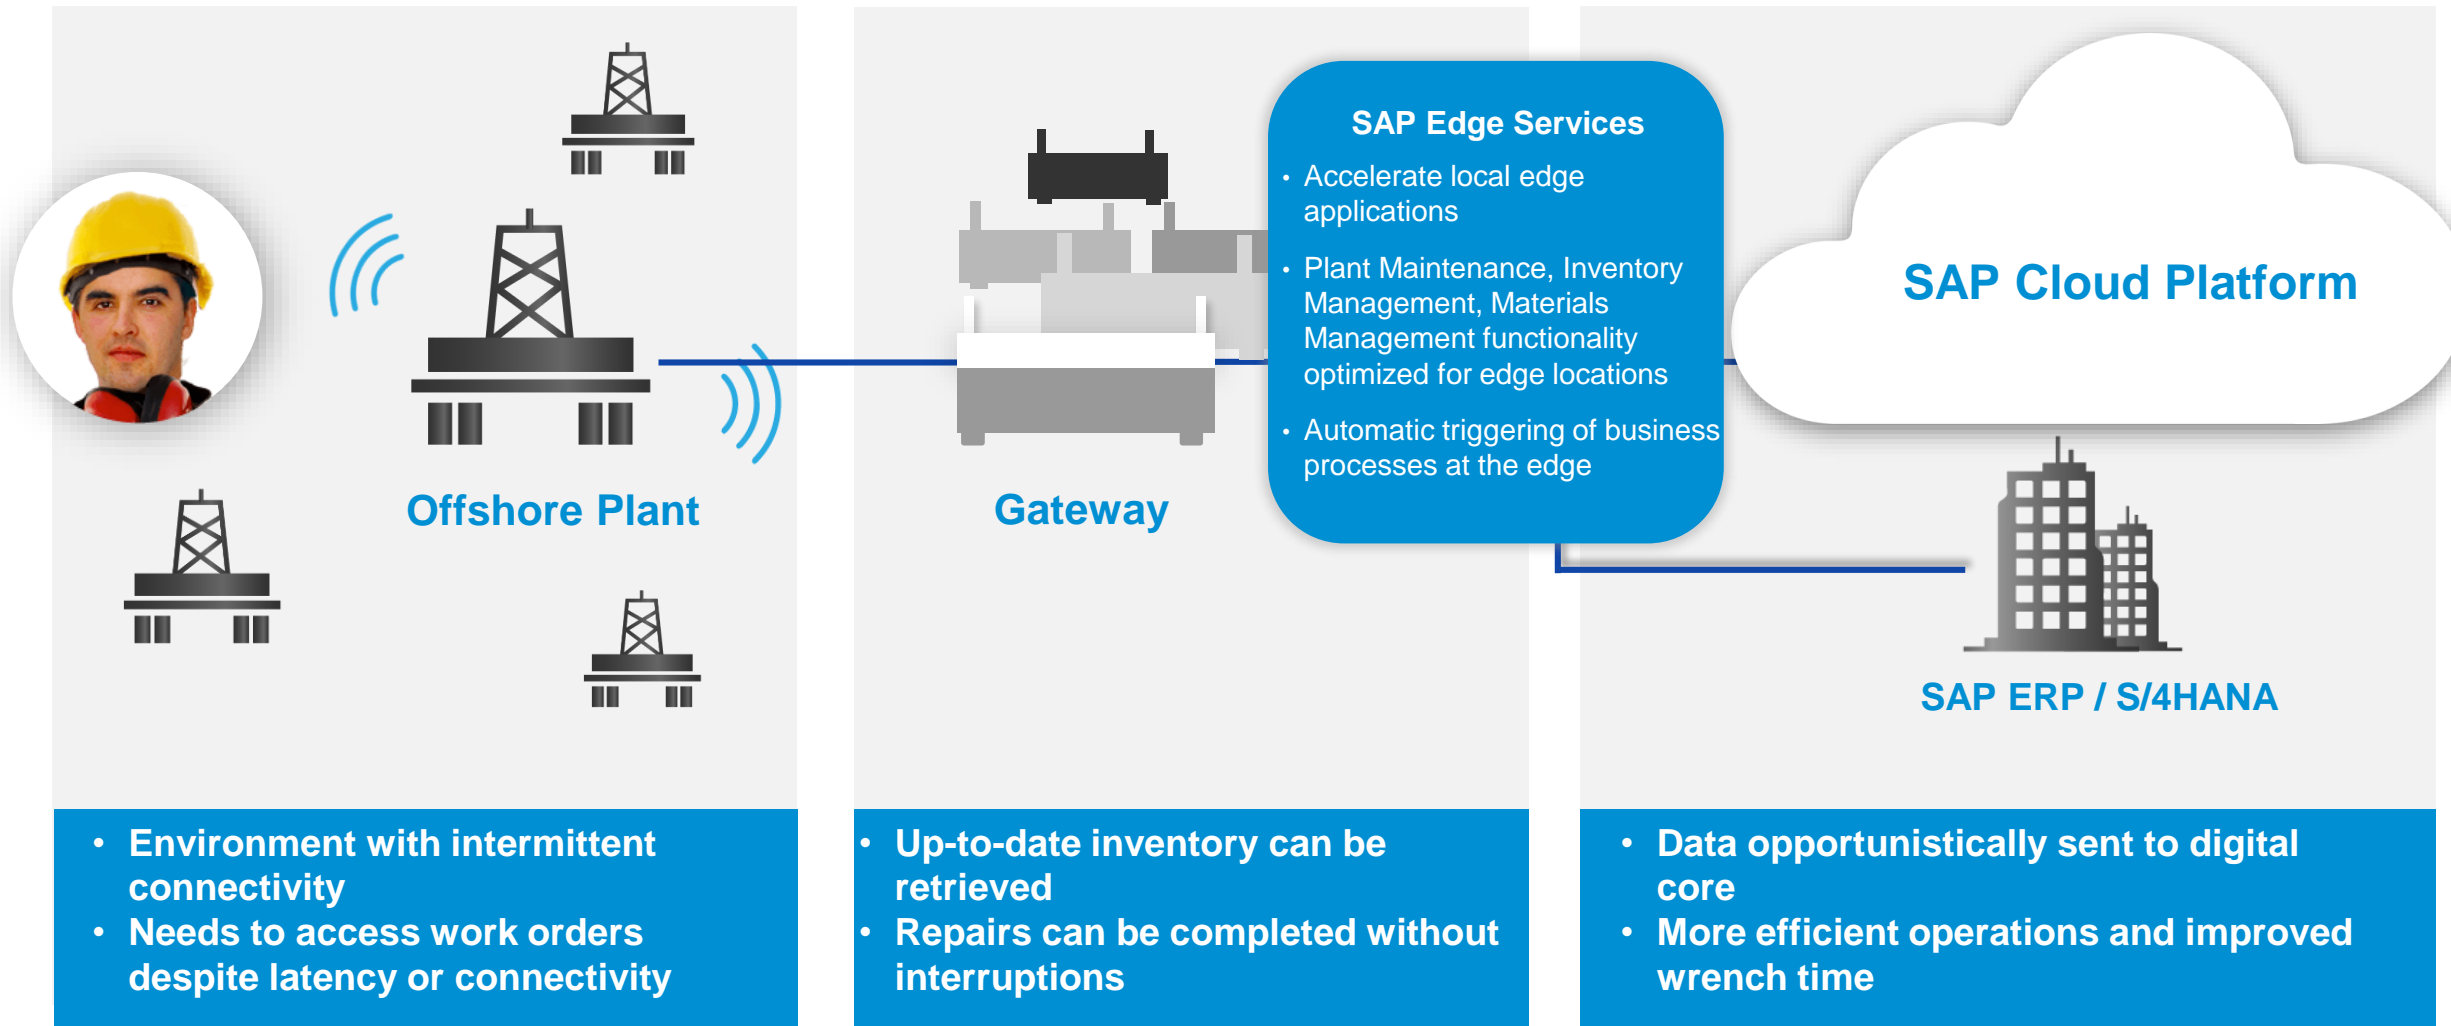 SAP Edge Services
• Accelerate local edge
applications
• Plant Maintenance, Inventory
Management, Materials
Management functionality
optimized for edge locations
• Automatic triggering of business
processes at the edge
SAP Cloud Platform
Offshore Plant
Gateway
SAP ERP / S/4HANA
• Environment with intermittent
connectivity
• Needs to access work orders
despite latency or connectivity
• Up-to-date inventory can be
retrieved
• Repairs can be completed without
interruptions
• Data opportunistically sent to digital
core
• More efficient operations and improved
wrench time